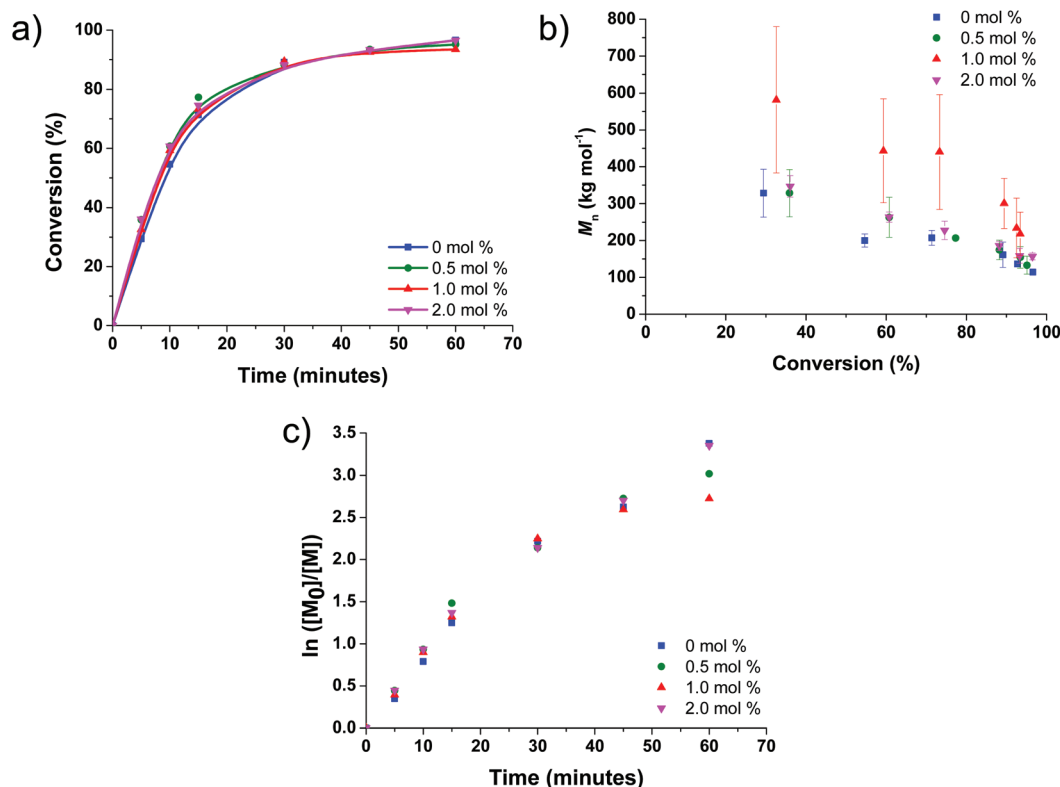 a)
100
80
60
40
20
0
Conversion (%)
0 10 20 30 40 50 60 70
Time (minutes)
0 mol %
0.5 mol %
1.0 mol %
2.0 mol %
b)
800
700
600
500
400
300
200
100
0
Mn (kg mol-1)
0 20 40 60 80 100
Conversion (%)
0 mol %
0.5 mol %
1.0 mol %
2.0 mol %
c)
3.5
3.0
2.5
2.0
1.5
1.0
0.5
0.0
ln ([M0]/[M])
0 10 20 30 40 50 60 70
Time (minutes)
0 mol %
0.5 mol %
1.0 mol %
2.0 mol %